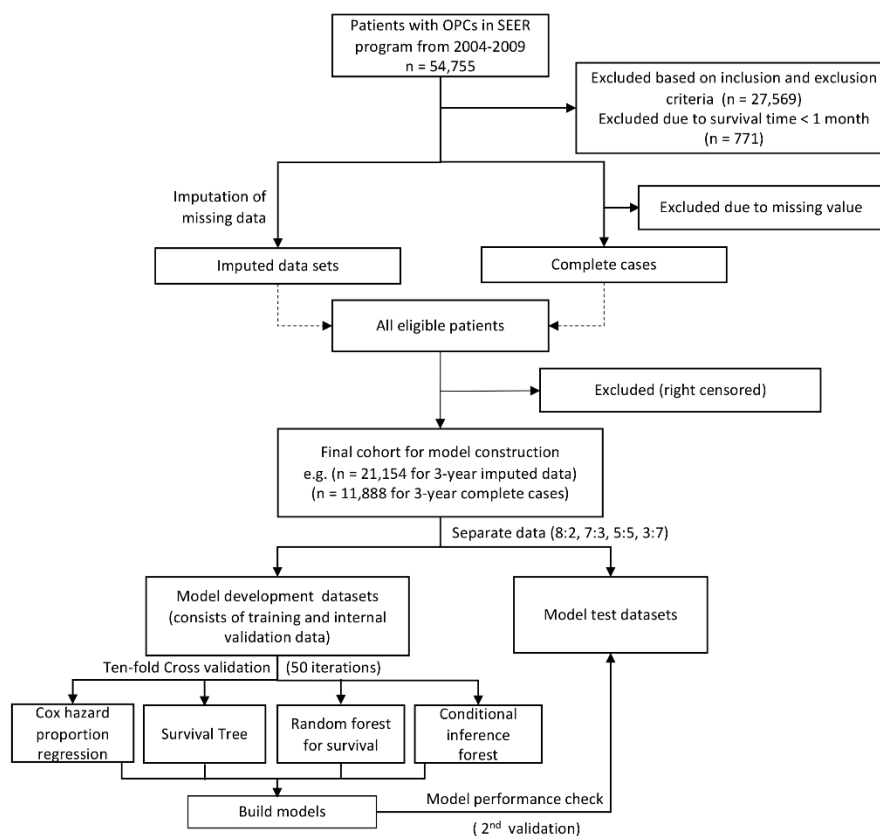 Patients with OPCs in SEER
program from 2004-2009
n = 54,755
Excluded based on inclusion and exclusion
criteria (n = 27,569)
Excluded due to survival time < 1 month
(n = 771)
Imputation of
missing data
Excluded due to missing value
Imputed data sets
Complete cases
All eligible patients
Excluded (right censored)
Final cohort for model construction
e.g. (n = 21,154 for 3-year imputed data)
(n = 11,888 for 3-year complete cases)
Separate data (8:2, 7:3, 5:5, 3:7)
Model development datasets
(consists of training and internal
validation data)
Model test datasets
Ten-fold Cross validation (50 iterations)
Cox hazard
proportion
regression
Survival Tree
Random forest
for survival
Conditional
inference
forest
Build models
Model performance check
( 2nd validation)